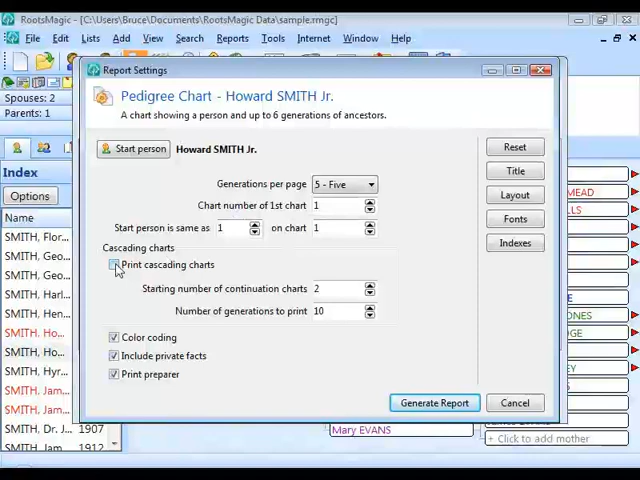 RootsMagic - [C:\Users\Bruce\Documents\RootsMagic Data\sample.rmgc]
File Edit Lists Add View Search Reports Tools Internet Window Help
Spouses: 2
Parents: 1
Index
Options
Name
SMITH, Flor...
SMITH, Geo...
SMITH, Geo...
SMITH, Harl...
SMITH, Hen...
SMITH, Ho...
SMITH, Ho...
SMITH, Hyr...
SMITH, Jam...
SMITH, Jam...
SMITH, Dr. J... 1907
SMITH, Jam... 1912
Report Settings
Pedigree Chart - Howard SMITH Jr.
A chart showing a person and up to 6 generations of ancestors.
Start person Howard SMITH Jr.
Generations per page 5 - Five
Chart number of 1st chart 1
Start person is same as 1 on chart 1
Cascading charts
Print cascading charts
Starting number of continuation charts 2
Number of generations to print 10
Color coding
Include private facts
Print preparer
Generate Report Cancel
Reset
Title
Layout
Fonts
Indexes
MEAD
Mary EVANS
+ Click to add mother